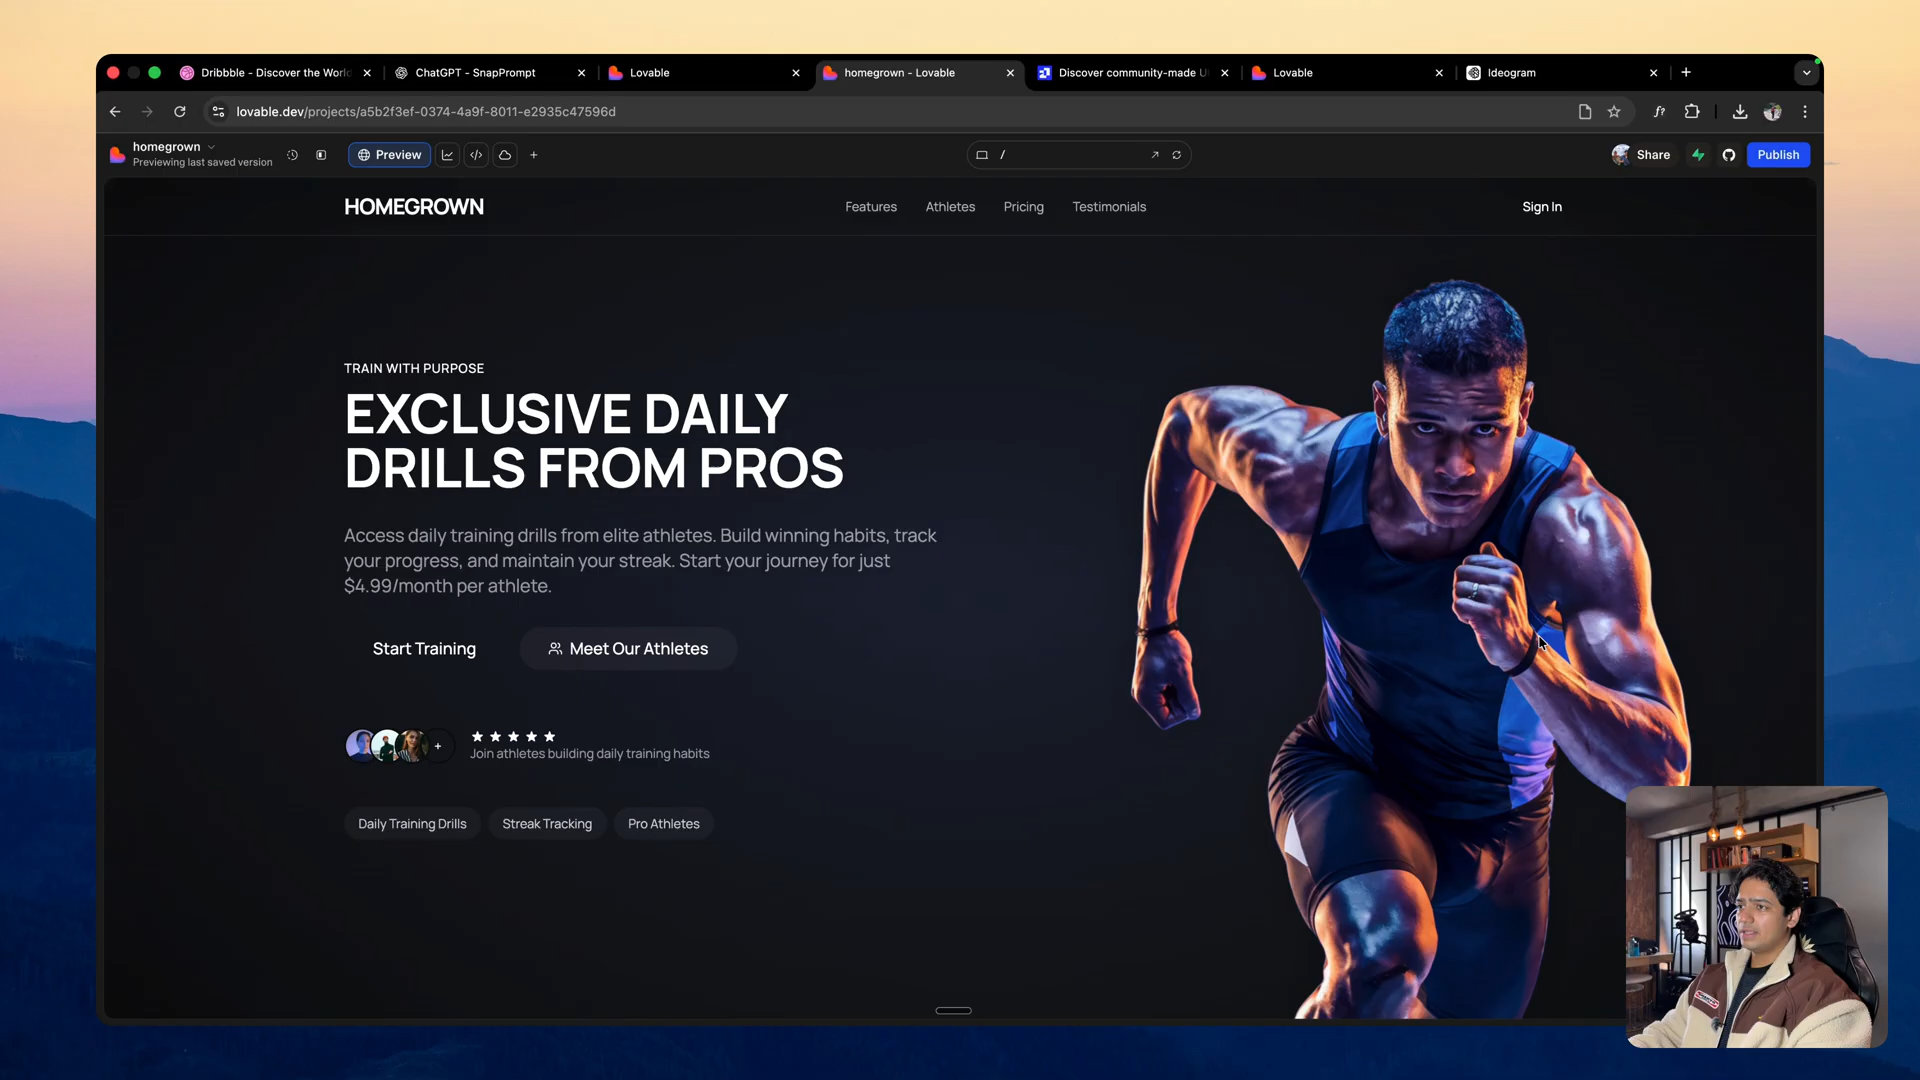 Dribbble - Discover the World
ChatGPT - SnapPrompt
Lovable
homegrown - Lovable
Discover community-made U
Lovable
Ideogram
lovable.dev/projects/a5b2f3ef-0374-4a9f-8011-e2935c47596d
f?
homegrown
Previewing last saved version
Preview
/
Share
Publish
HOMEGROWN
Features
Athletes
Pricing
Testimonials
Sign In
TRAIN WITH PURPOSE
EXCLUSIVE DAILY
DRILLS FROM PROS
Access daily training drills from elite athletes. Build winning habits, track
your progress, and maintain your streak. Start your journey for just
$4.99/month per athlete.
Start Training
Meet Our Athletes
+
Join athletes building daily training habits
Daily Training Drills
Streak Tracking
Pro Athletes